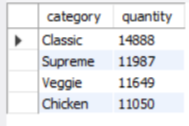 category quantity
Classic 14888
Supreme 11987
Veggie 11649
Chicken 11050